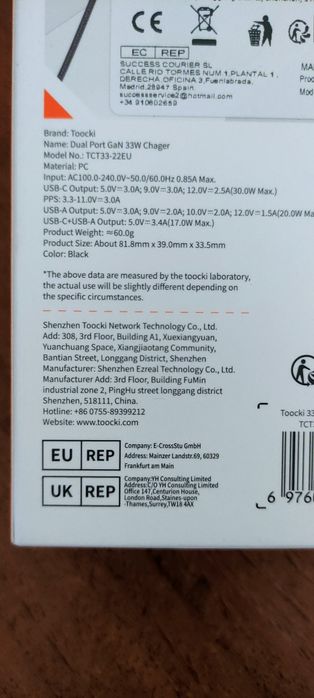 EC REP
SUCCESS COURIER SL
CALLE RIO TORMES NUM 1, PLANTAL 1,
DERECHA, OFICINA 3, Fuenlabrada,
Madrid, 28947 Spain
successservice2@hotmail.com
+34 910602659
MA
Pro
Mod
Brand: Toocki
Name: Dual Port GaN 33W Chager
Model No.: TCT33-22EU
Material: PC
Input: AC100.0-240.0V~50.0/60.0Hz 0.85A Max.
USB-C Output: 5.0V⎓3.0A; 9.0V⎓3.0A; 12.0V⎓2.5A(30.0W Max.)
PPS: 3.3-11.0V⎓3.0A
USB-A Output: 5.0V⎓3.0A; 9.0V⎓2.0A; 10.0V⎓2.0A; 12.0V⎓1.5A(20.0W Ma
USB-C+USB-A Output: 5.0V⎓3.4A(17.0W Max.)
Product Weight: ≈60.0g
Product Size: About 81.8mm x 39.0mm x 33.5mm
Color: Black
*The above data are measured by the toocki laboratory,
the actual use will be slightly different depending on
the specific circumstances.
Shenzhen Toocki Network Technology Co., Ltd.
Add: 308, 3rd Floor, Building A1, Xuexiangyuan,
Yuanchuang Space, Xiangjiaotang Community,
Bantian Street, Longgang District, Shenzhen
Manufacturer: Shenzhen Ezreal Technology Co., Ltd.
Manufacturer Add: 3rd Floor, Building FuMin
industrial zone 2, PingHu street longgang district
Shenzhen, 518111, China.
Hotline: +86 0755-89399212
Website: www.toocki.com
Toocki 33
TCT3
EU REP
Company: E-CrossStu GmbH
Address: Mainzer Landstr.69, 60329
Frankfurt am Main
UK REP
Company:YH Consulting Limited
Address:C/O YH Consulting Limited
Office 147,Centurion House,
London Road,Staines-upon
-Thames,Surrey,TW18 4AX
6 976